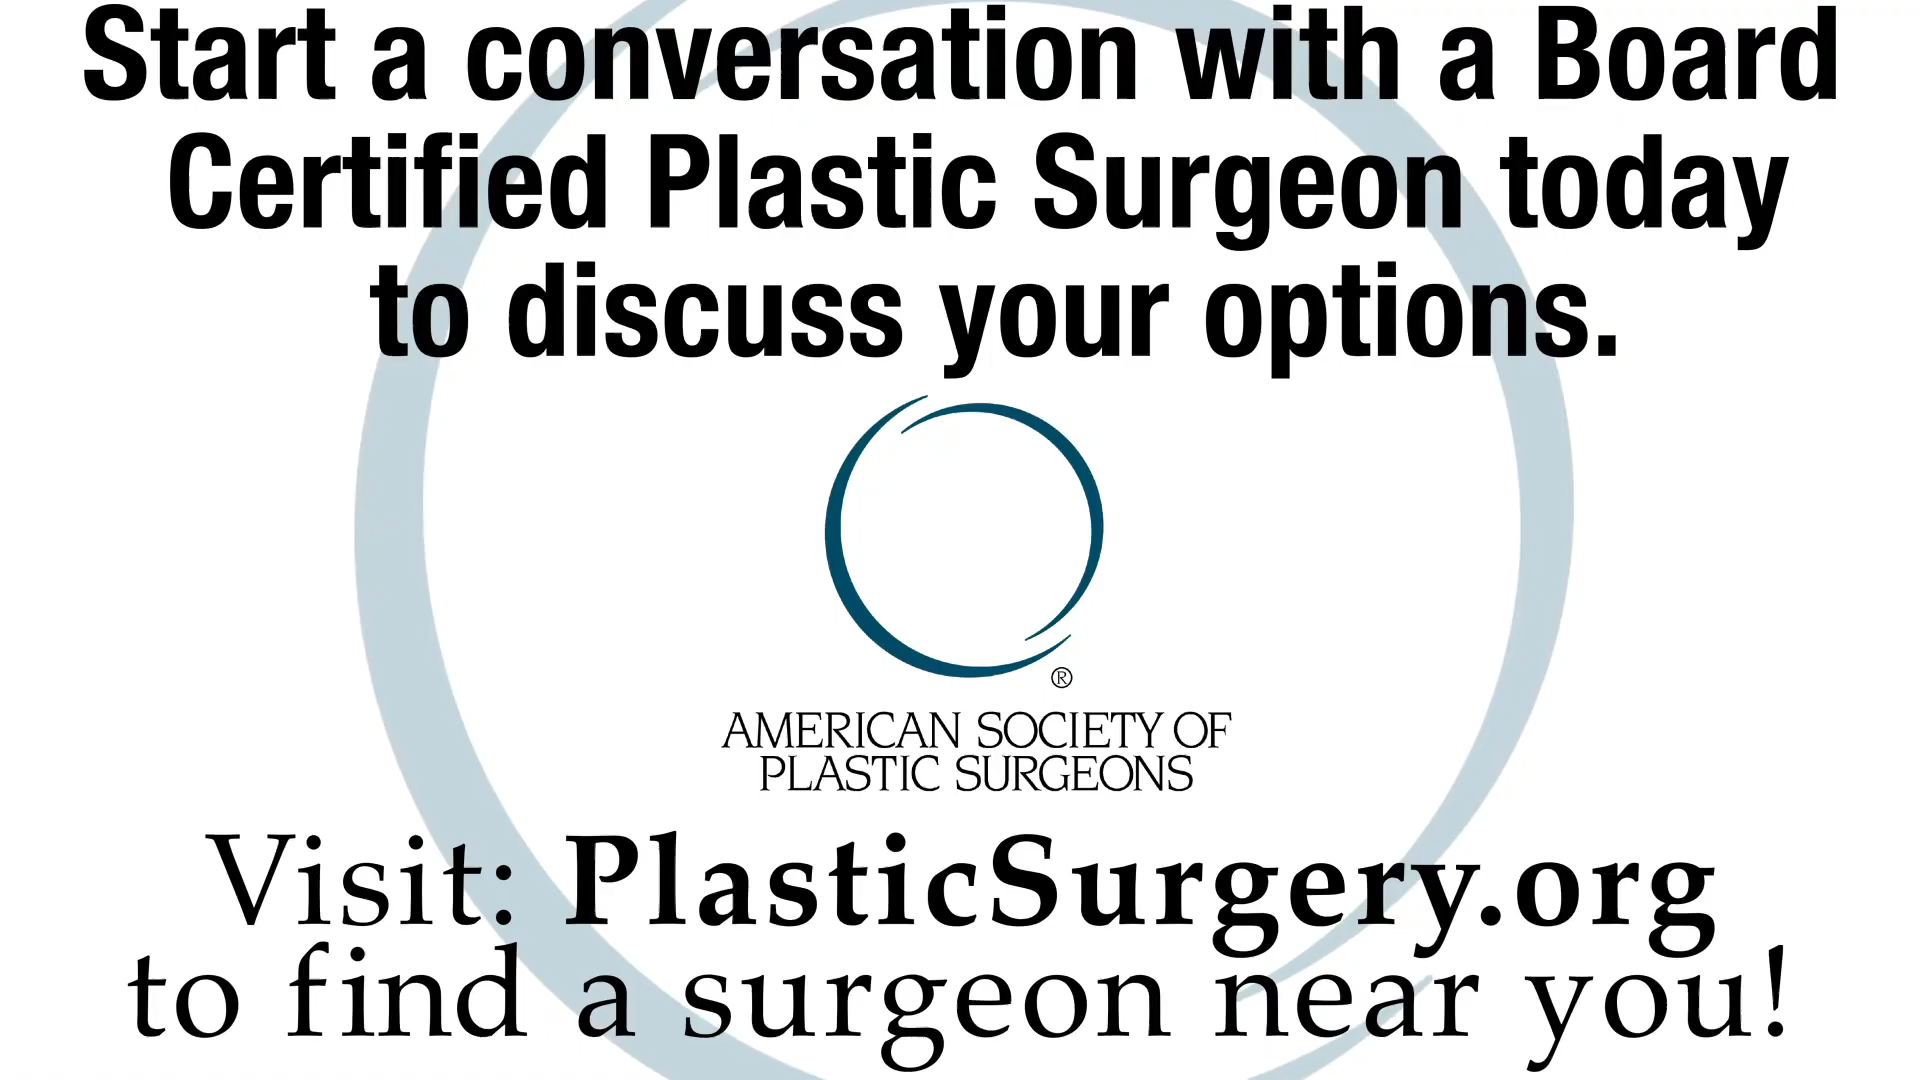 Start a conversation with a Board
Certified Plastic Surgeon today
to discuss your options.
®
AMERICAN SOCIETY OF
PLASTIC SURGEONS
Visit: PlasticSurgery.org
to find a surgeon near you!